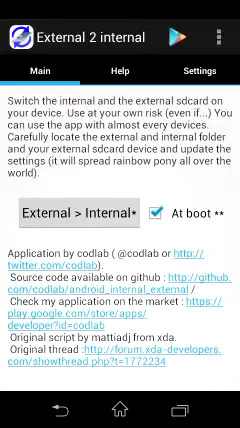 External 2 internal
Main Help Settings
Switch the internal and the external sdcard on
your device. Use at your own risk (even if...) You
can use the app with almost every devices.
Carefully locate the external and internal folder
and your external sdcard device and update the
settings (it will spread rainbow pony all over the
world).
External > Internal* At boot **
Application by codlab ( @codlab or http://
twitter.com/codlab).
Source code available on github : http://github.
com/codlab/android_internal_external /
Check my application on the market : https://
play.google.com/store/apps/
developer?id=codlab
Original script by mattiadj from xda.
Original thread :http://forum.xda-developers.
com/showthread.php?t=1772234